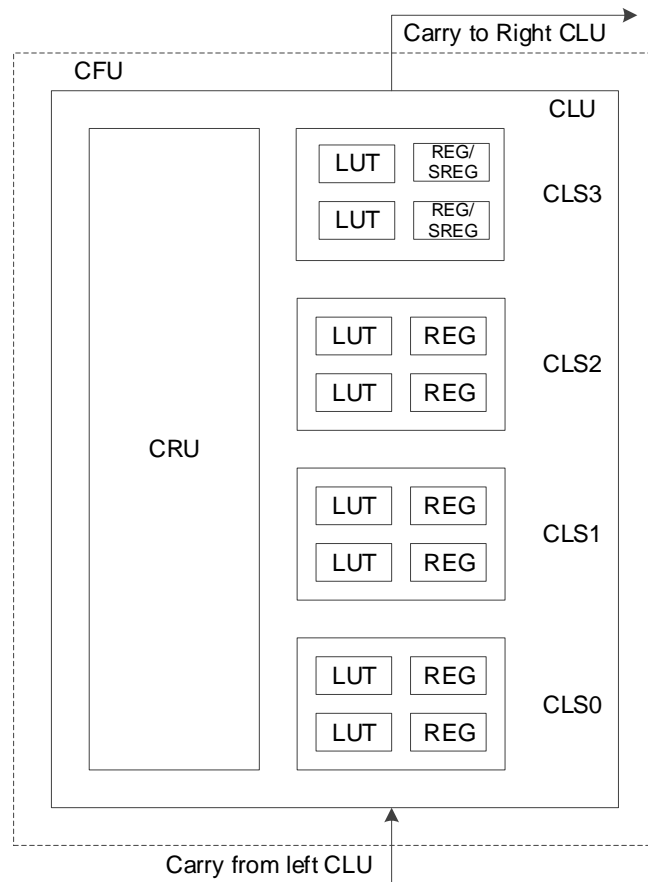 Carry to Right CLU
CFU
CLU
LUT
REG/
SREG
LUT
REG/
SREG
CLS3
LUT
REG
LUT
REG
CLS2
CRU
LUT
REG
LUT
REG
CLS1
LUT
REG
LUT
REG
CLS0
Carry from left CLU